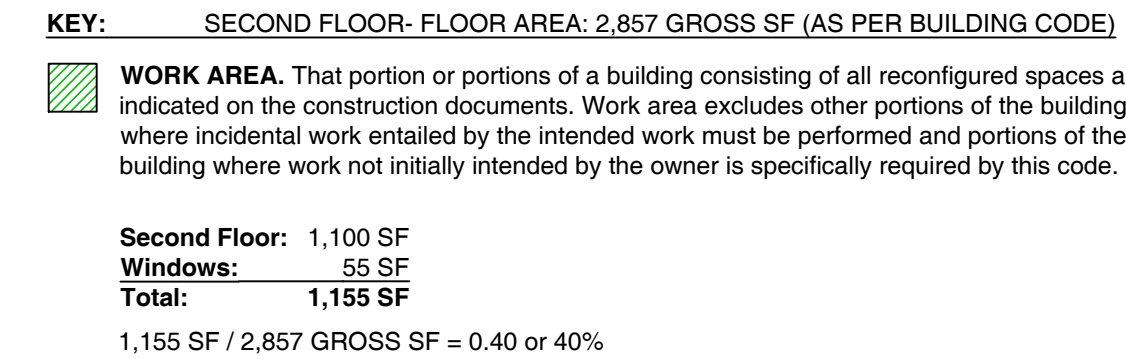 KEY: SECOND FLOOR- FLOOR AREA: 2,857 GROSS SF (AS PER BUILDING CODE)
WORK AREA. That portion or portions of a building consisting of all reconfigured spaces a
indicated on the construction documents. Work area excludes other portions of the building
where incidental work entailed by the intended work must be performed and portions of the
building where work not initially intended by the owner is specifically required by this code.
Second Floor: 1,100 SF
Windows: 55 SF
Total: 1,155 SF
1,155 SF / 2,857 GROSS SF = 0.40 or 40%